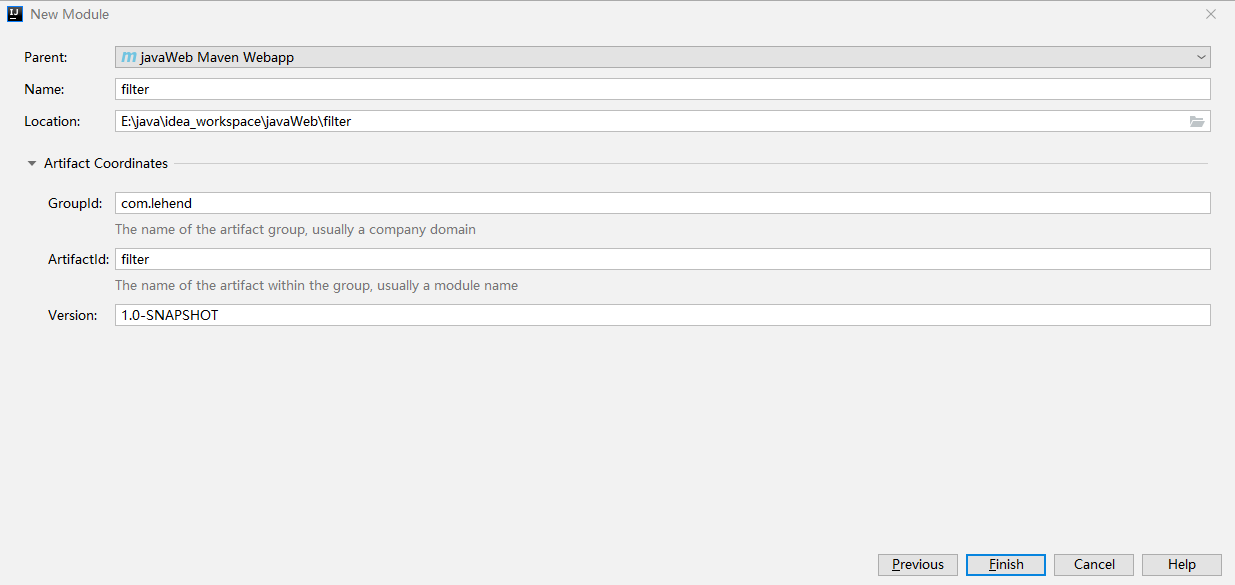 New Module
Parent: m javaWeb Maven Webapp
Name: filter
Location: E:\java\idea_workspace\javaWeb\filter
Artifact Coordinates
GroupId: com.lehend
The name of the artifact group, usually a company domain
ArtifactId: filter
The name of the artifact within the group, usually a module name
Version: 1.0-SNAPSHOT
Previous Finish Cancel Help